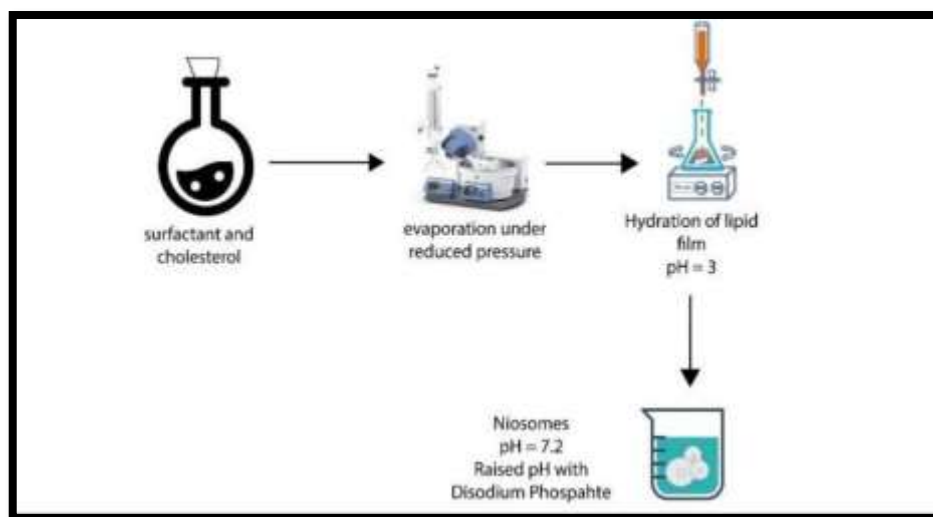 surfactant and
cholesterol
evaporation under
reduced pressure
Hydration of lipid
film
pH = 3
Niosomes
pH = 7.2
Raised pH with
Disodium Phospahte